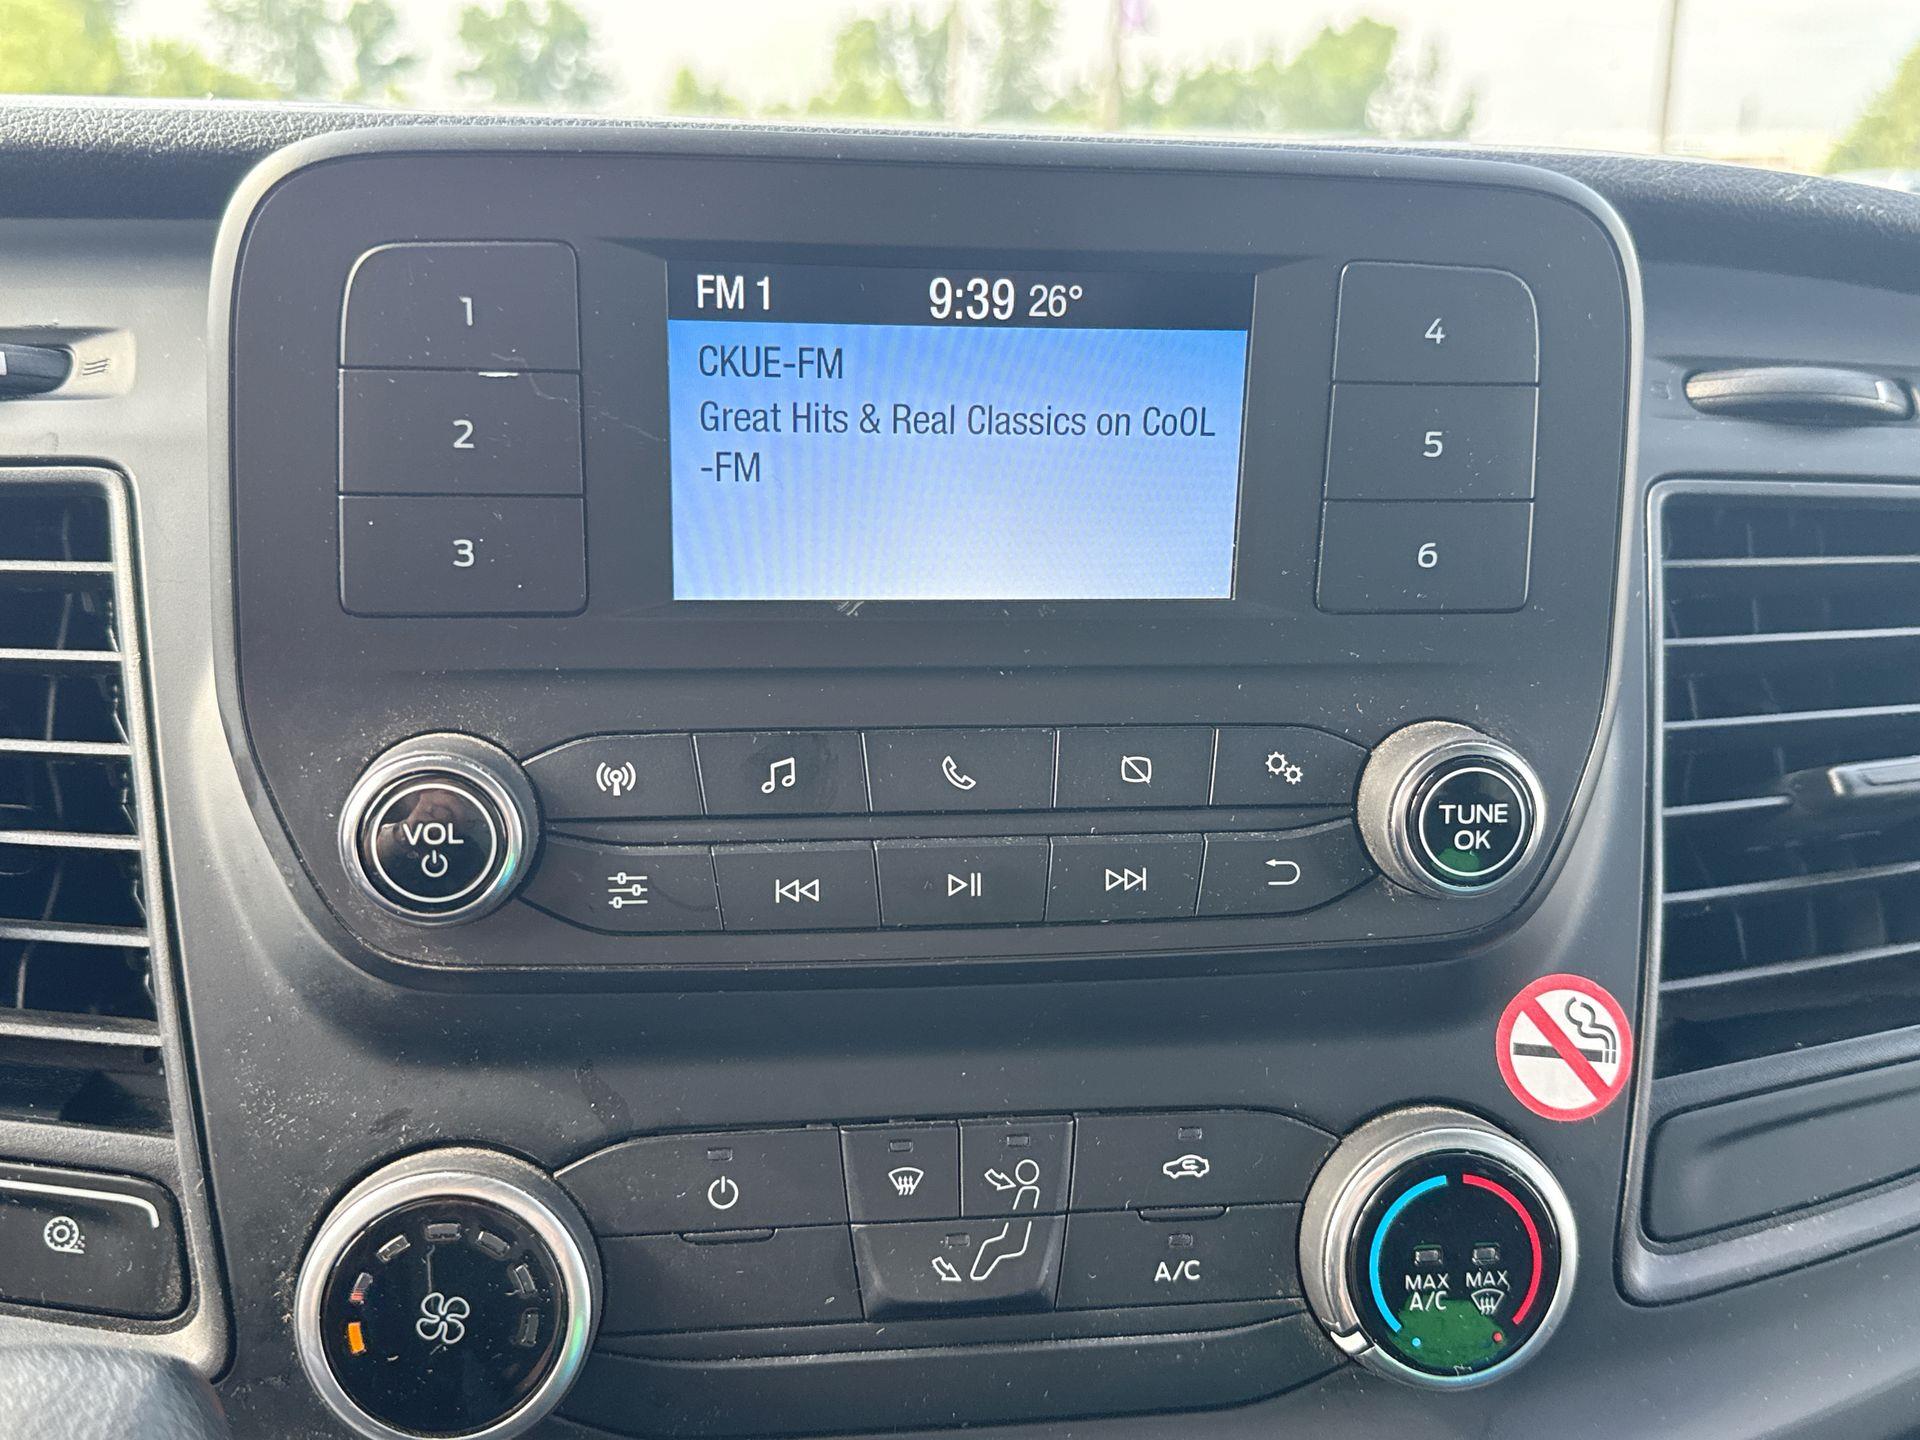 FM 1 9:39 26°
CKUE-FM
Great Hits & Real Classics on CoOL
-FM
1
2
3
4
5
6
VOL
TUNE
OK
A/C
MAX MAX
A/C